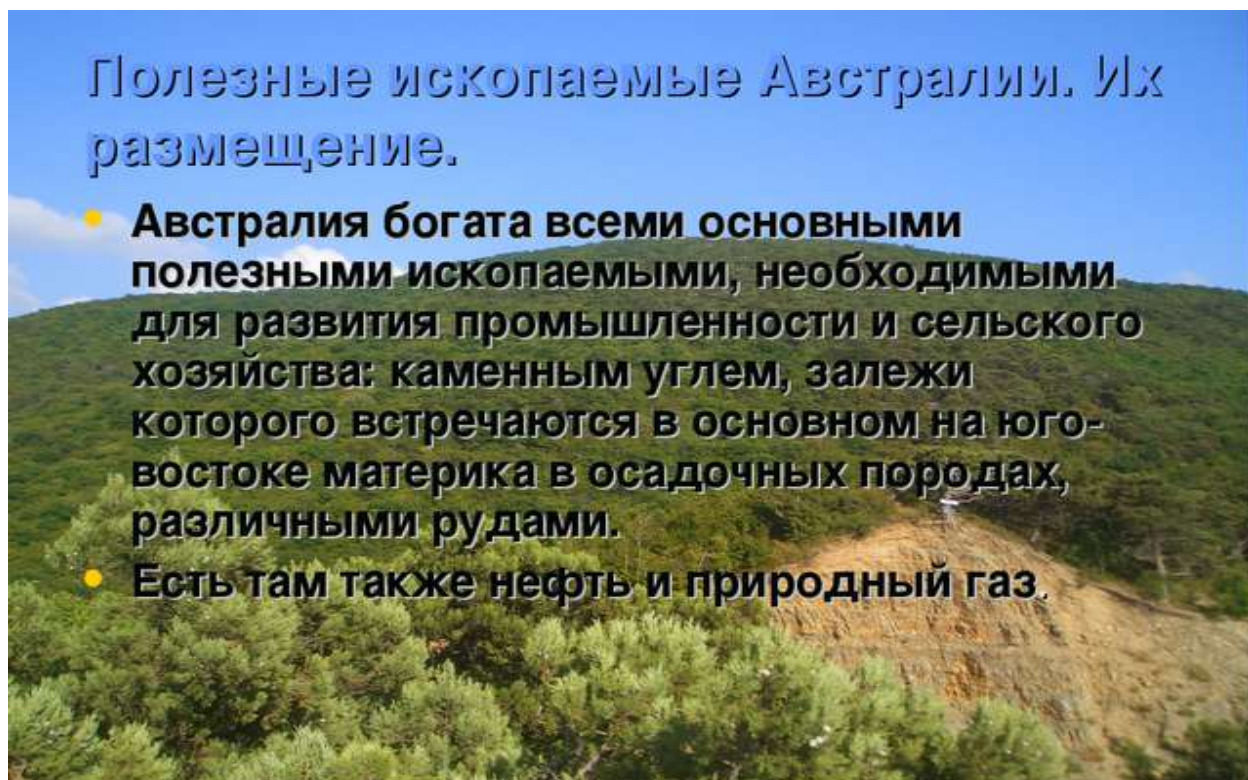 Полезные ископаемые Австралии. Их
размещение.
• Австралия богата всеми основными
полезными ископаемыми, необходимыми
для развития промышленности и сельского
хозяйства: каменным углем, залежи
которого встречаются в основном на юго-
востоке материка в осадочных породах,
различными рудами.
• Есть там также нефть и природный газ.